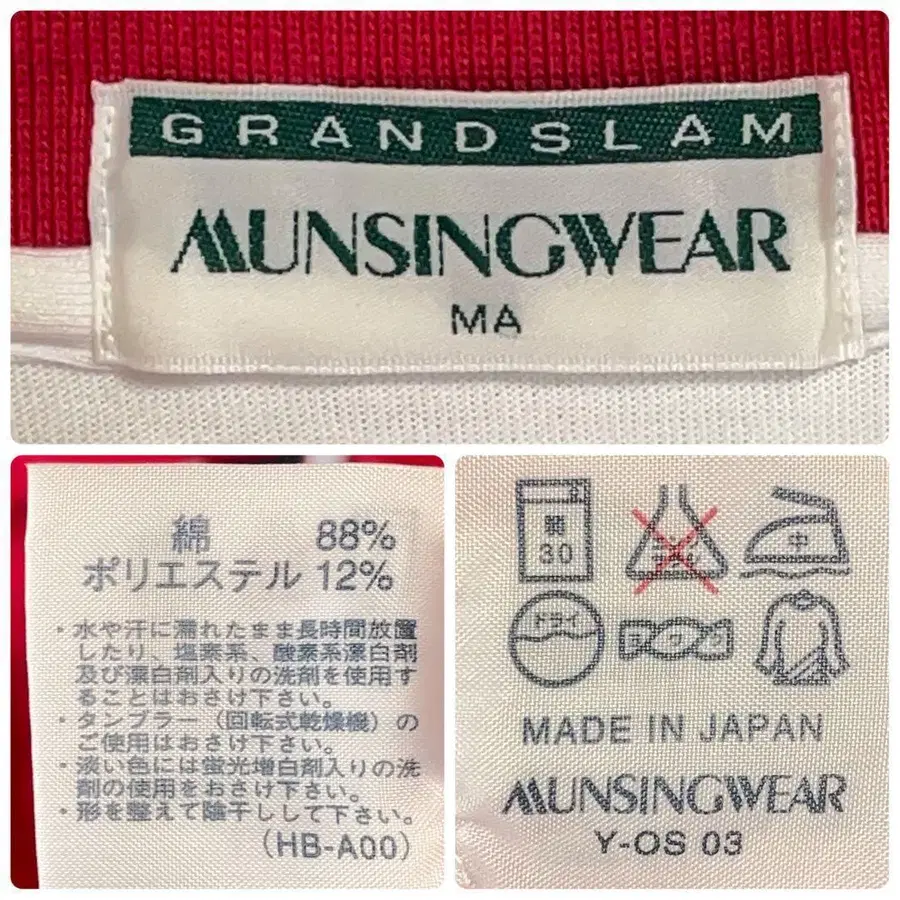 GRANDSLAM
MUNSINGWEAR
MA
綿 88%
ポリエステル 12%
・水や汗に濡れたまま長時間放置
したり、塩素系、酸素系漂白剤
及び漂白剤入りの洗剤を使用す
ることはおさけ下さい。
・タンブラー（回転式乾燥機）の
ご使用はおさけ下さい。
・淡い色には蛍光増白剤入りの洗
剤の使用をおさけ下さい。
・形を整えて陰干しして下さい。
(HB-A00)
弱
30
エンソ
中
ドライ
ヨワク
MADE IN JAPAN
MUNSINGWEAR
Y-OS 03